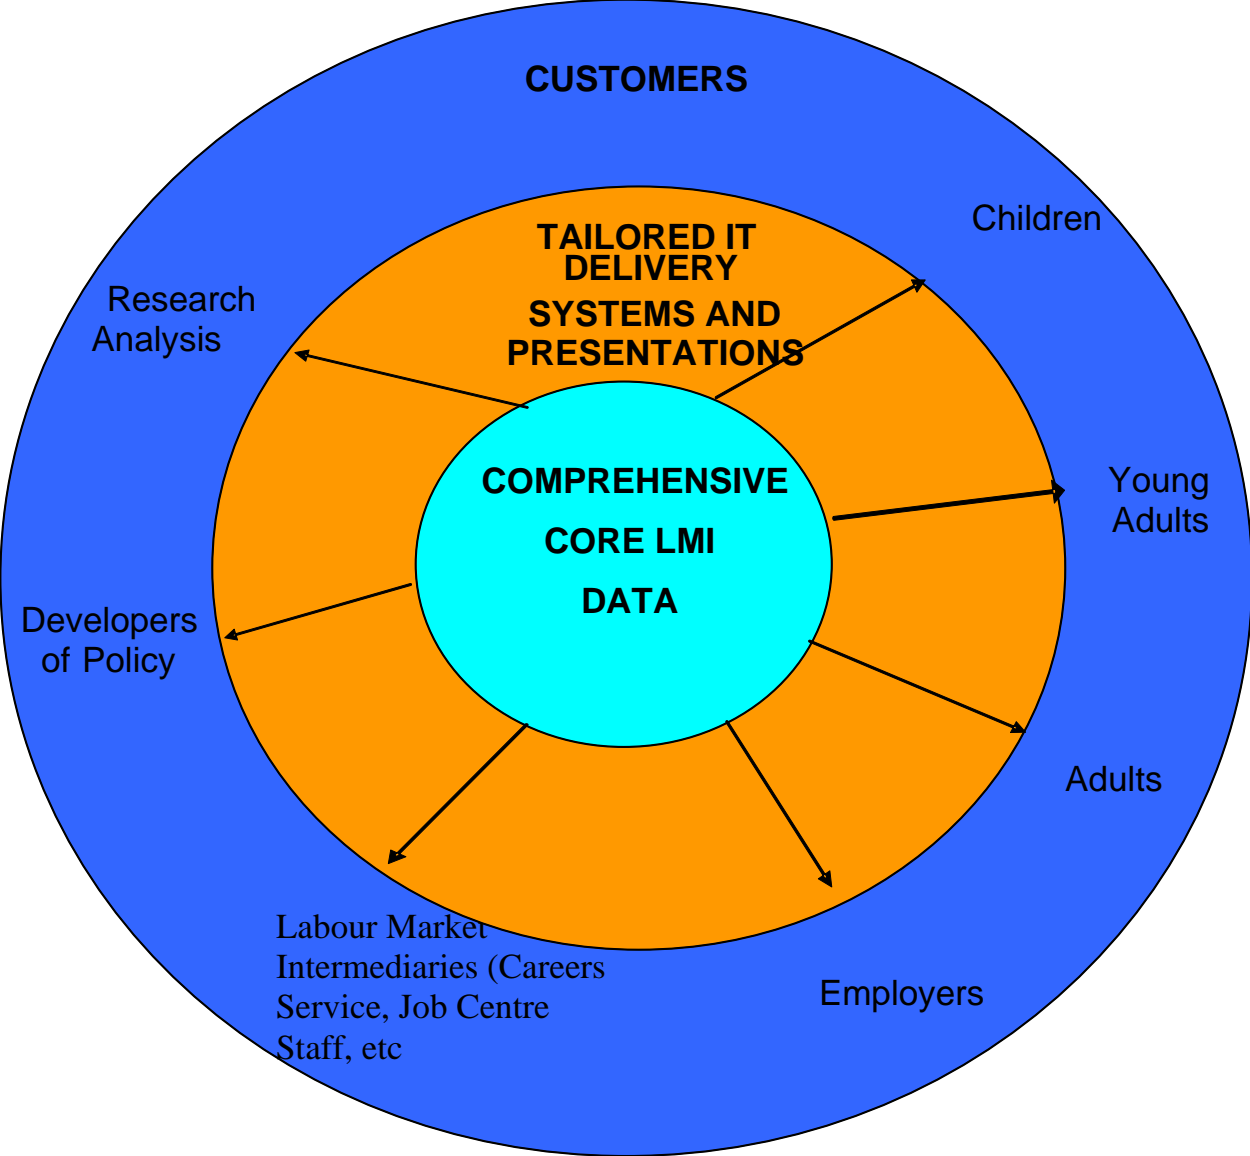 CUSTOMERS
Children
TAILORED IT
DELIVERY
SYSTEMS AND
PRESENTATIONS
Research
Analysis
COMPREHENSIVE
CORE LMI
DATA
Young
Adults
Developers
of Policy
Adults
Labour Market
Intermediaries (Careers
Service, Job Centre
Staff, etc
Employers